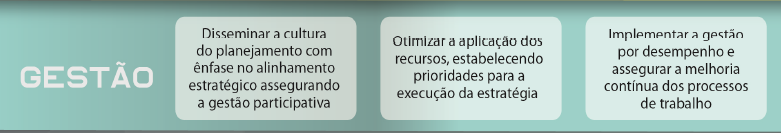 GESTÃO
Disseminar a cultura
do planejamento com
ênfase no alinhamento
estratégico assegurando
a gestão participativa
Otimizar a aplicação dos
recursos, estabelecendo
prioridades para a
execução da estratégia
Implementar a gestão
por desempenho e
assegurar a melhoria
contínua dos processos
de trabalho